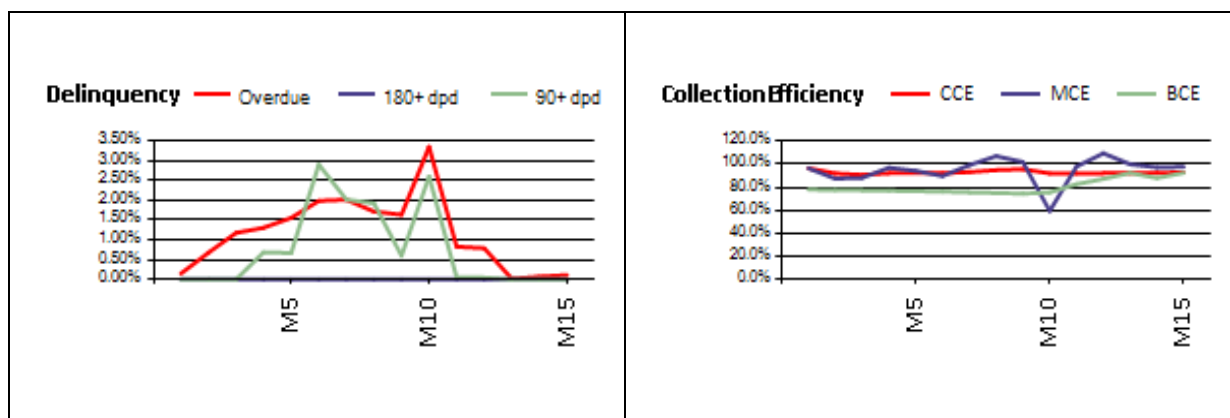 Delinquency Overdue 180+ dpd 90+ dpd
3.50%
3.00%
2.50%
2.00%
1.50%
1.00%
0.50%
0.00%
M5
M10
M15
Collection Efficiency CCE MCE BCE
120.0%
100.0%
80.0%
60.0%
40.0%
20.0%
0.0%
M5
M10
M15